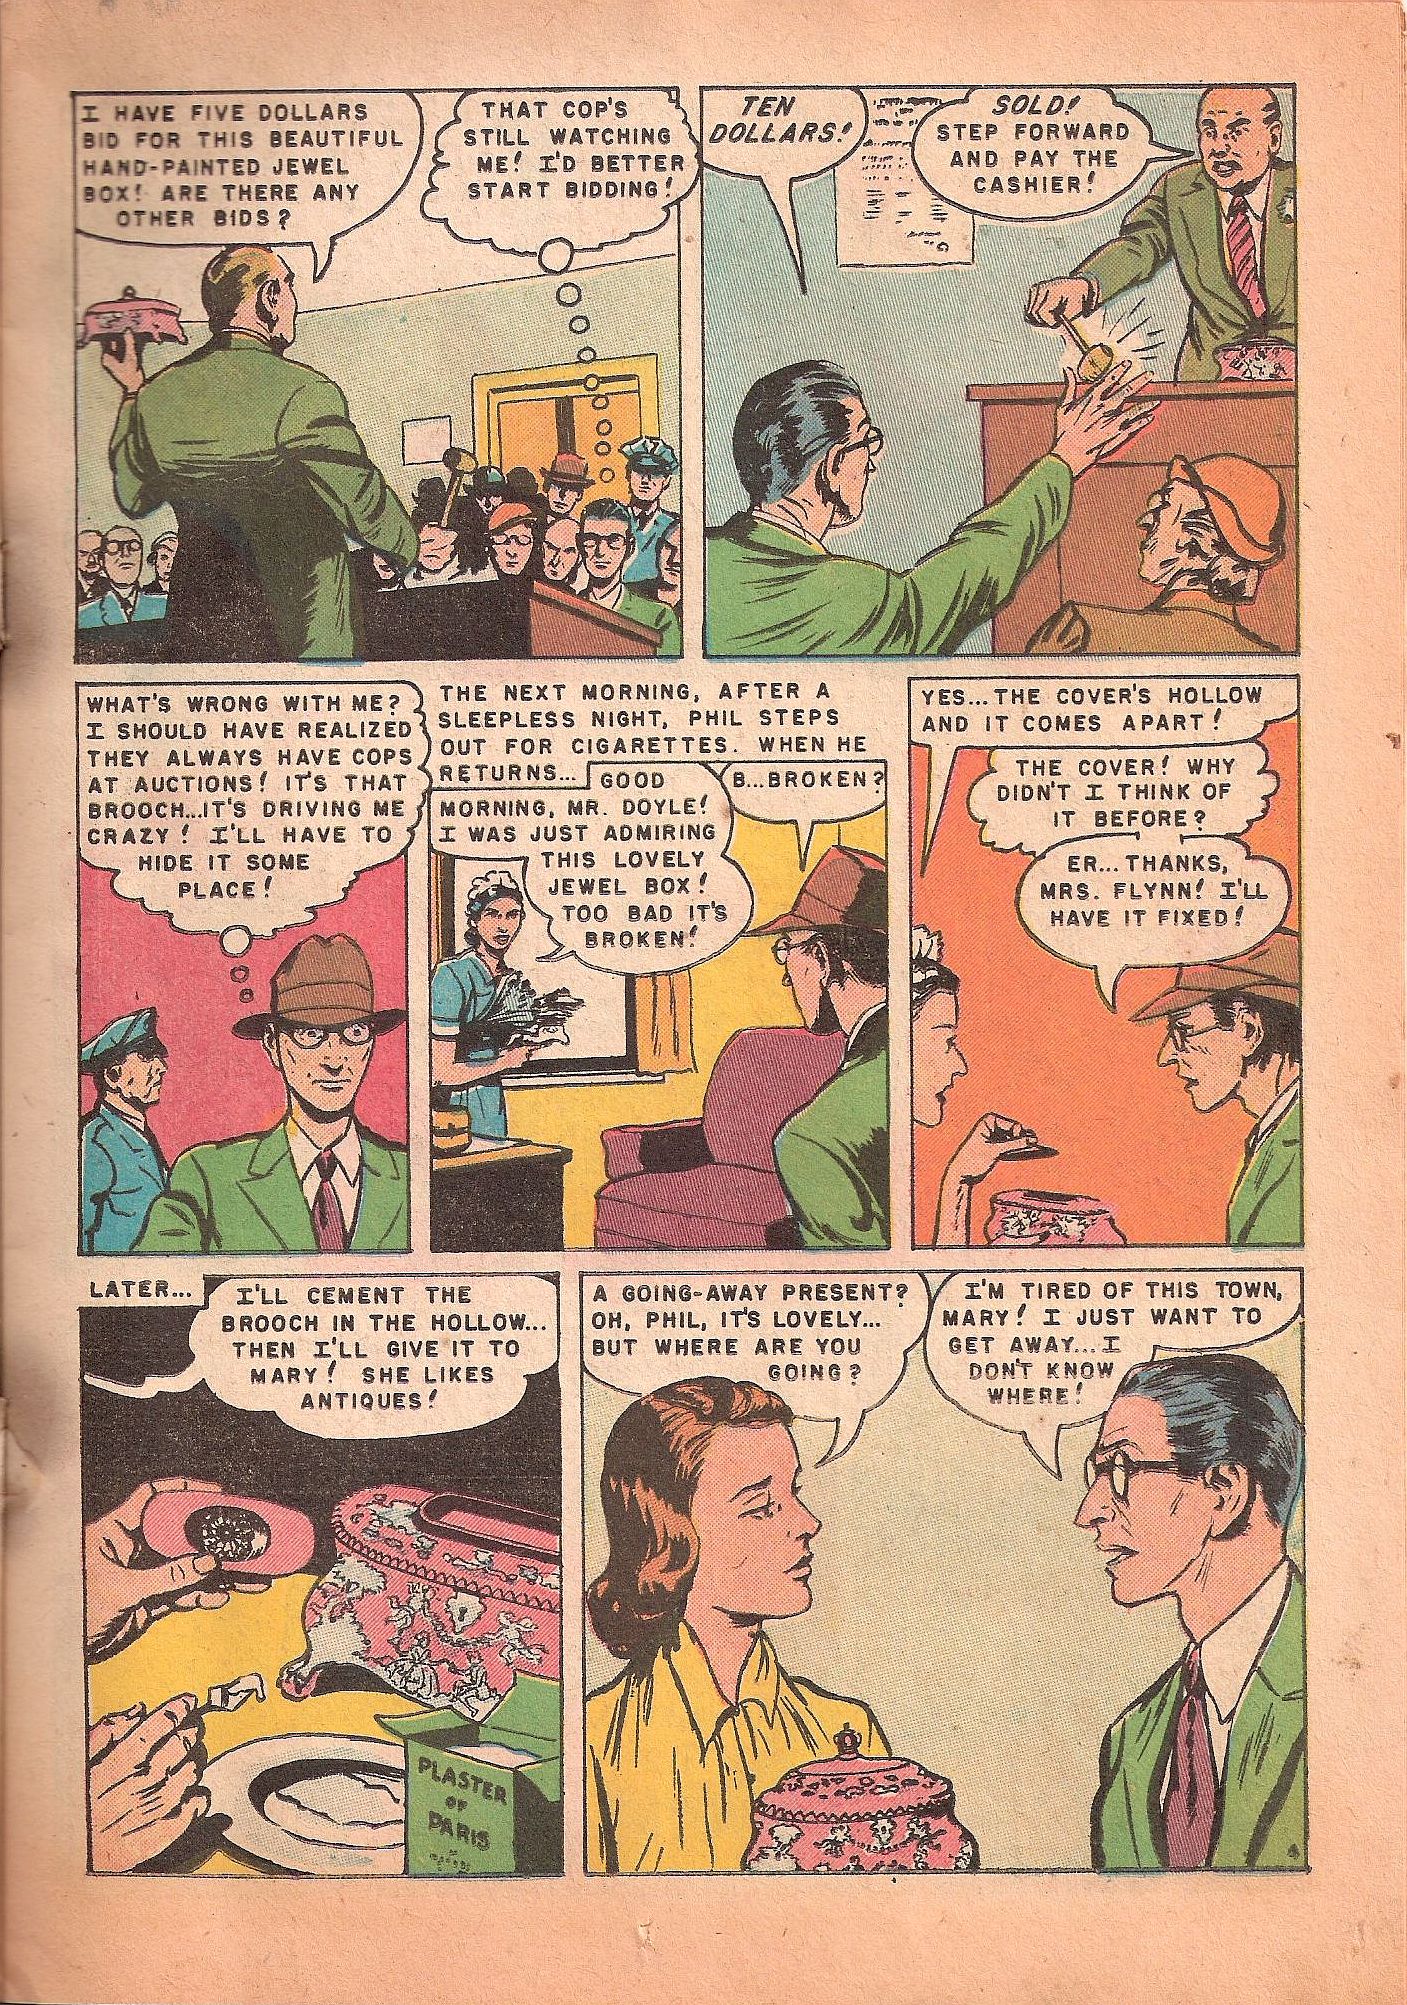 I HAVE FIVE DOLLARS
BID FOR THIS BEAUTIFUL
HAND-PAINTED JEWEL
BOX! ARE THERE ANY
OTHER BIDS?
THAT COP'S
STILL WATCHING
ME! I'D BETTER
START BIDDING!
TEN
DOLLARS!
SOLD!
STEP FORWARD
AND PAY THE
CASHIER!
WHAT'S WRONG WITH ME?
I SHOULD HAVE REALIZED
THEY ALWAYS HAVE COPS
AT AUCTIONS! IT'S THAT
BROOCH...IT'S DRIVING ME
CRAZY! I'LL HAVE TO
HIDE IT SOME
PLACE!
THE NEXT MORNING, AFTER A
SLEEPLESS NIGHT, PHIL STEPS
OUT FOR CIGARETTES. WHEN HE
RETURNS...
GOOD
MORNING, MR. DOYLE!
I WAS JUST ADMIRING
THIS LOVELY
JEWEL BOX!
TOO BAD IT'S
BROKEN!
B...BROKEN?
YES...THE COVER'S HOLLOW
AND IT COMES APART!
THE COVER! WHY
DIDN'T I THINK OF
IT BEFORE?
ER...THANKS,
MRS. FLYNN! I'LL
HAVE IT FIXED!
LATER...
I'LL CEMENT THE
BROOCH IN THE HOLLOW...
THEN I'LL GIVE IT TO
MARY! SHE LIKES
ANTIQUES!
PLASTER
OF
PARIS
A GOING-AWAY PRESENT?
OH, PHIL, IT'S LOVELY...
BUT WHERE ARE YOU
GOING?
I'M TIRED OF THIS TOWN,
MARY! I JUST WANT TO
GET AWAY...I
DON'T KNOW
WHERE!
4